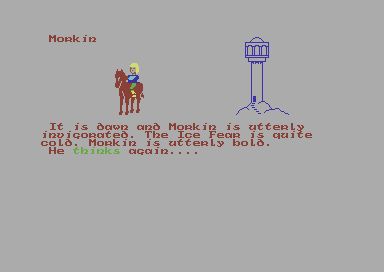 Morkin
It is dawn and Morkin is utterly
invigorated. The Ice Fear is quite
cold. Morkin is utterly bold.
He thinks again....